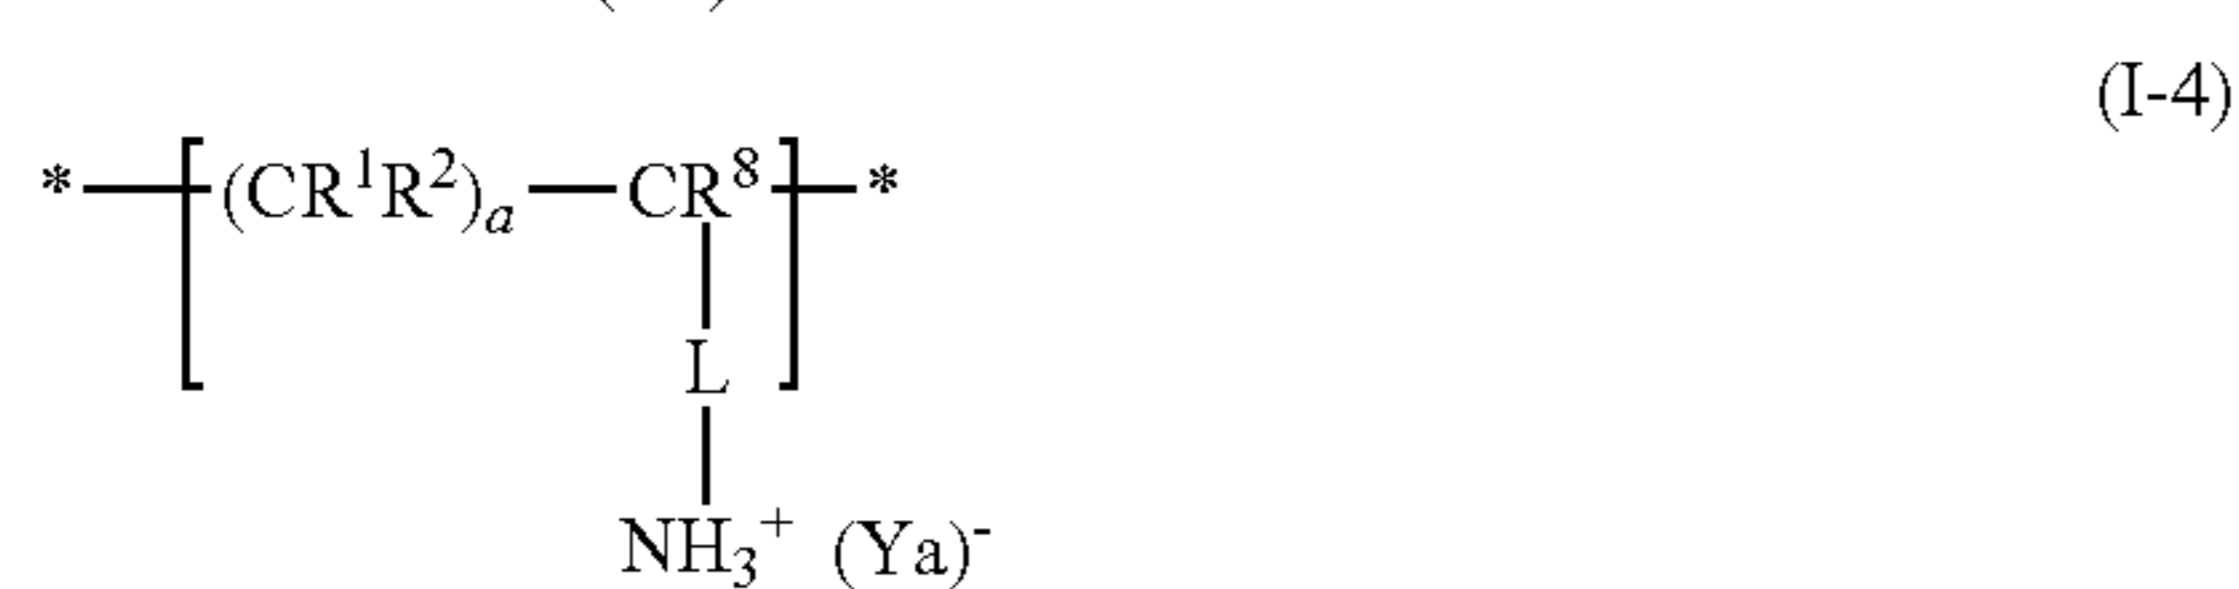 (I-4)
*—[(CR¹R²)ₐ—CR⁸]—*
L
NH₃⁺ (Ya)⁻